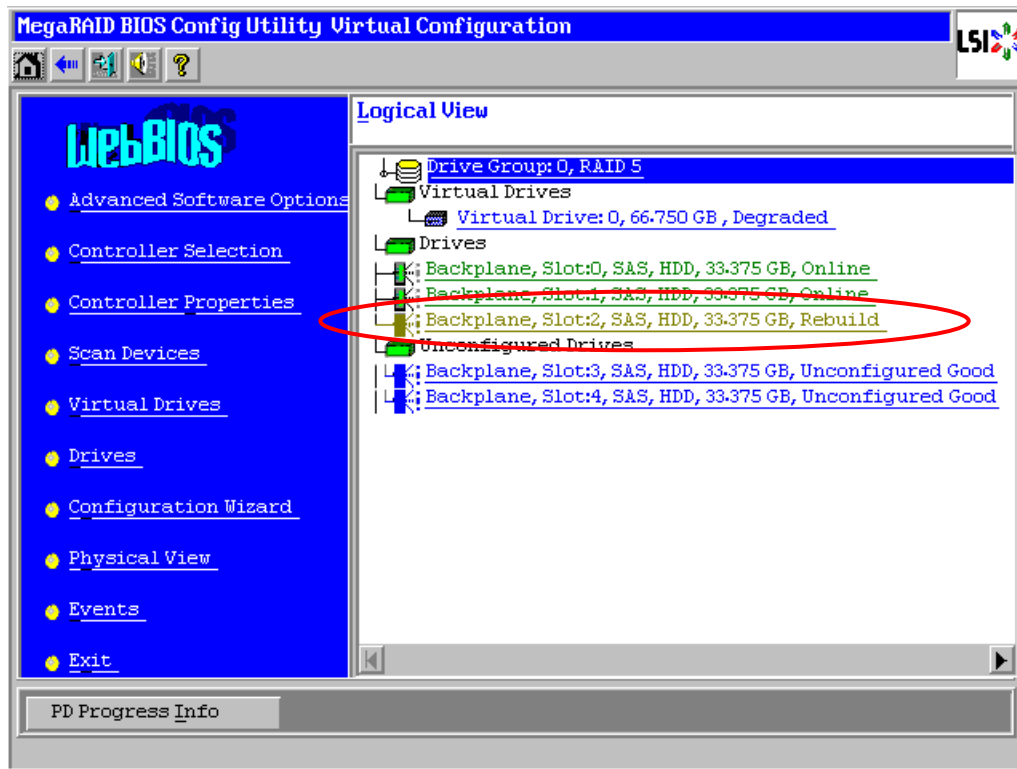 MegaRAID BIOS Config Utility Virtual Configuration
LSI
?
WebBIOS
Logical View
Advanced Software Options
Controller Selection
Controller Properties
Scan Devices
Virtual Drives
Drives
Configuration Wizard
Physical View
Events
Exit
Drive Group: 0, RAID 5
Virtual Drives
Virtual Drive: 0, 66.750 GB , Degraded
Drives
Backplane, Slot:0, SAS, HDD, 33.375 GB, Online
Backplane, Slot:1, SAS, HDD, 33.375 GB, Online
Backplane, Slot:2, SAS, HDD, 33.375 GB, Rebuild
Unconfigured Drives
Backplane, Slot:3, SAS, HDD, 33.375 GB, Unconfigured Good
Backplane, Slot:4, SAS, HDD, 33.375 GB, Unconfigured Good
PD Progress Info